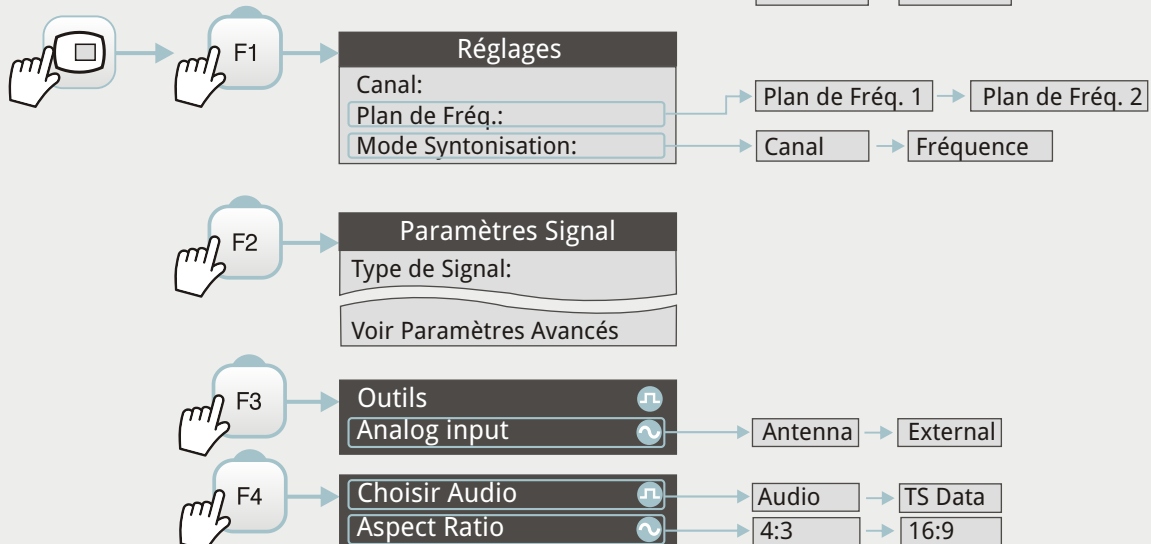 F1
Réglages
Canal:
Plan de Fréq.:
Plan de Fréq. 1
Plan de Fréq. 2
Mode Syntonisation:
Canal
Fréquence
F2
Paramètres Signal
Type de Signal:
Voir Paramètres Avancés
F3
Outils
Analog input
Antenna
External
F4
Choisir Audio
Audio
TS Data
Aspect Ratio
4:3
16:9